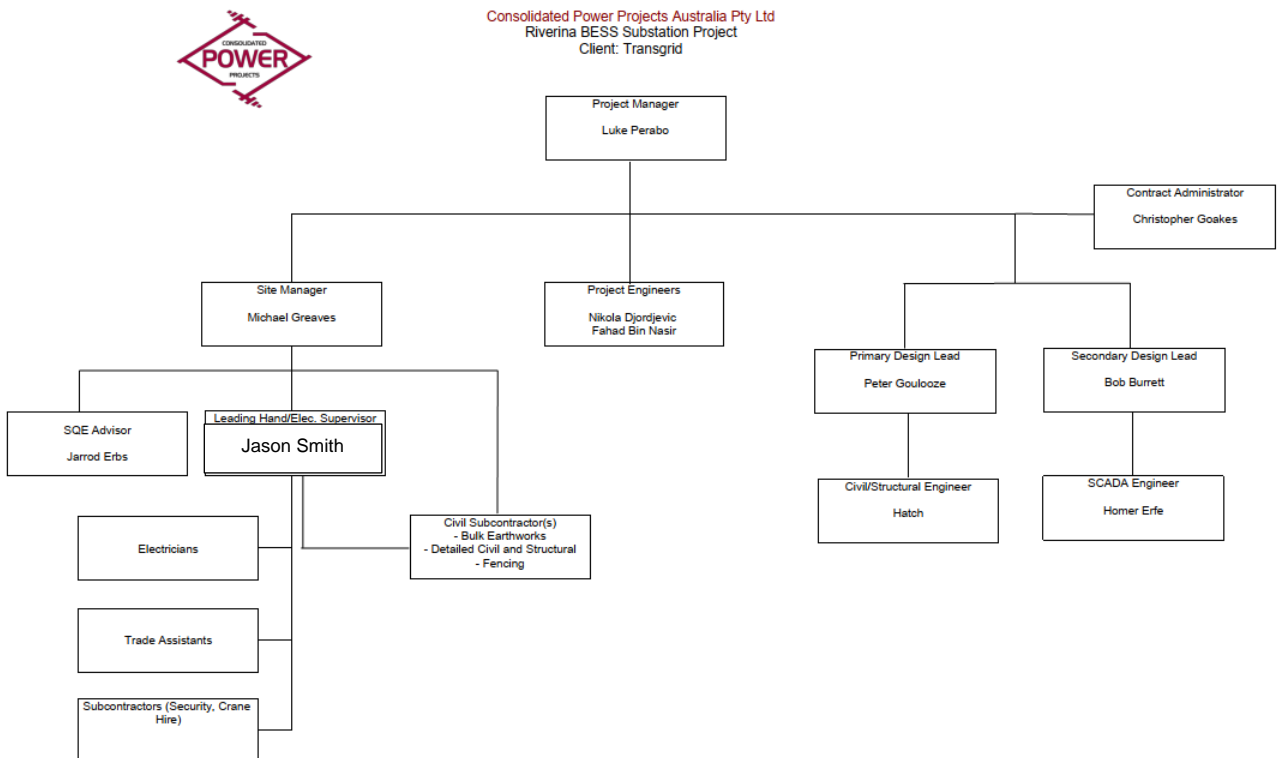 CONSOLIDATED
POWER
PROJECTS
Consolidated Power Projects Australia Pty Ltd
Riverina BESS Substation Project
Client: Transgrid
Project Manager
Luke Perabo
Contract Administrator
Christopher Goakes
Site Manager
Michael Greaves
Project Engineers
Nikola Djordjevic
Fahad Bin Nasir
Primary Design Lead
Peter Goulooze
Secondary Design Lead
Bob Burrett
SQE Advisor
Jarrod Erbs
Leading Hand/Elec. Supervisor
Jason Smith
Civil/Structural Engineer
Hatch
SCADA Engineer
Homer Erfe
Civil Subcontractor(s)
- Bulk Earthworks
- Detailed Civil and Structural
- Fencing
Electricians
Trade Assistants
Subcontractors (Security, Crane
Hire)